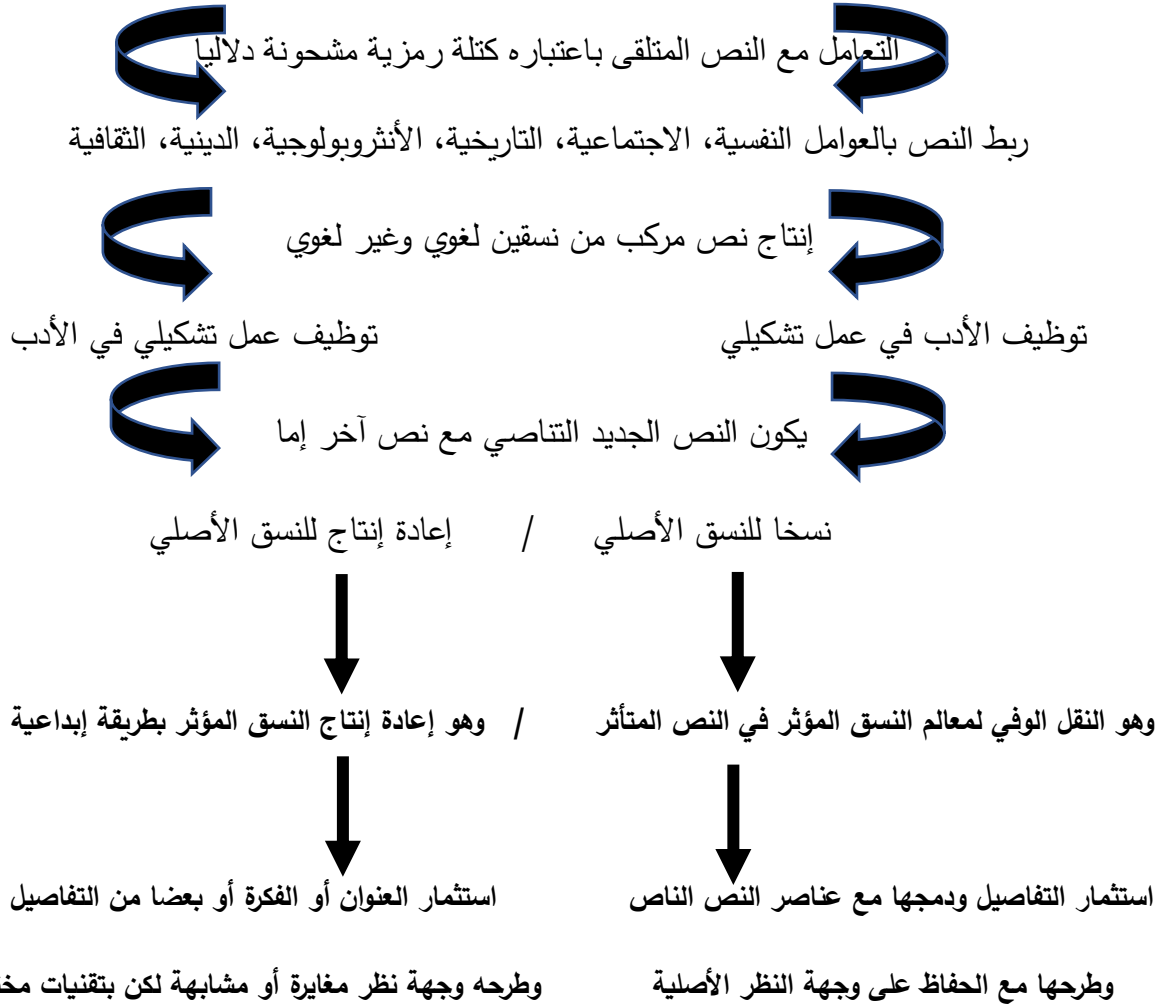 التعامل مع النص المتلقى باعتباره كتلة رمزية مشحونة دلاليا
ربط النص بالعوامل النفسية، الاجتماعية، التاريخية، الأنثروبولوجية، الدينية، الثقافية
إنتاج نص مركب من نسقين لغوي وغير لغوي
توظيف الأدب في عمل تشكيلي توظيف عمل تشكيلي في الأدب
يكون النص الجديد التناصي مع نص آخر إما
نسخا للنسق الأصلي / إعادة إنتاج للنسق الأصلي
وهو النقل الوفي لمعالم النسق المؤثر في النص المتأثر / وهو إعادة إنتاج النسق المؤثر بطريقة إبداعية
استثمار التفاصيل ودمجها مع عناصر النص الناص استثمار العنوان أو الفكرة أو بعضا من التفاصيل
وطرحها مع الحفاظ على وجهة النظر الأصلية وطرحه وجهة نظر مغايرة أو مشابهة لكن بتقنيات